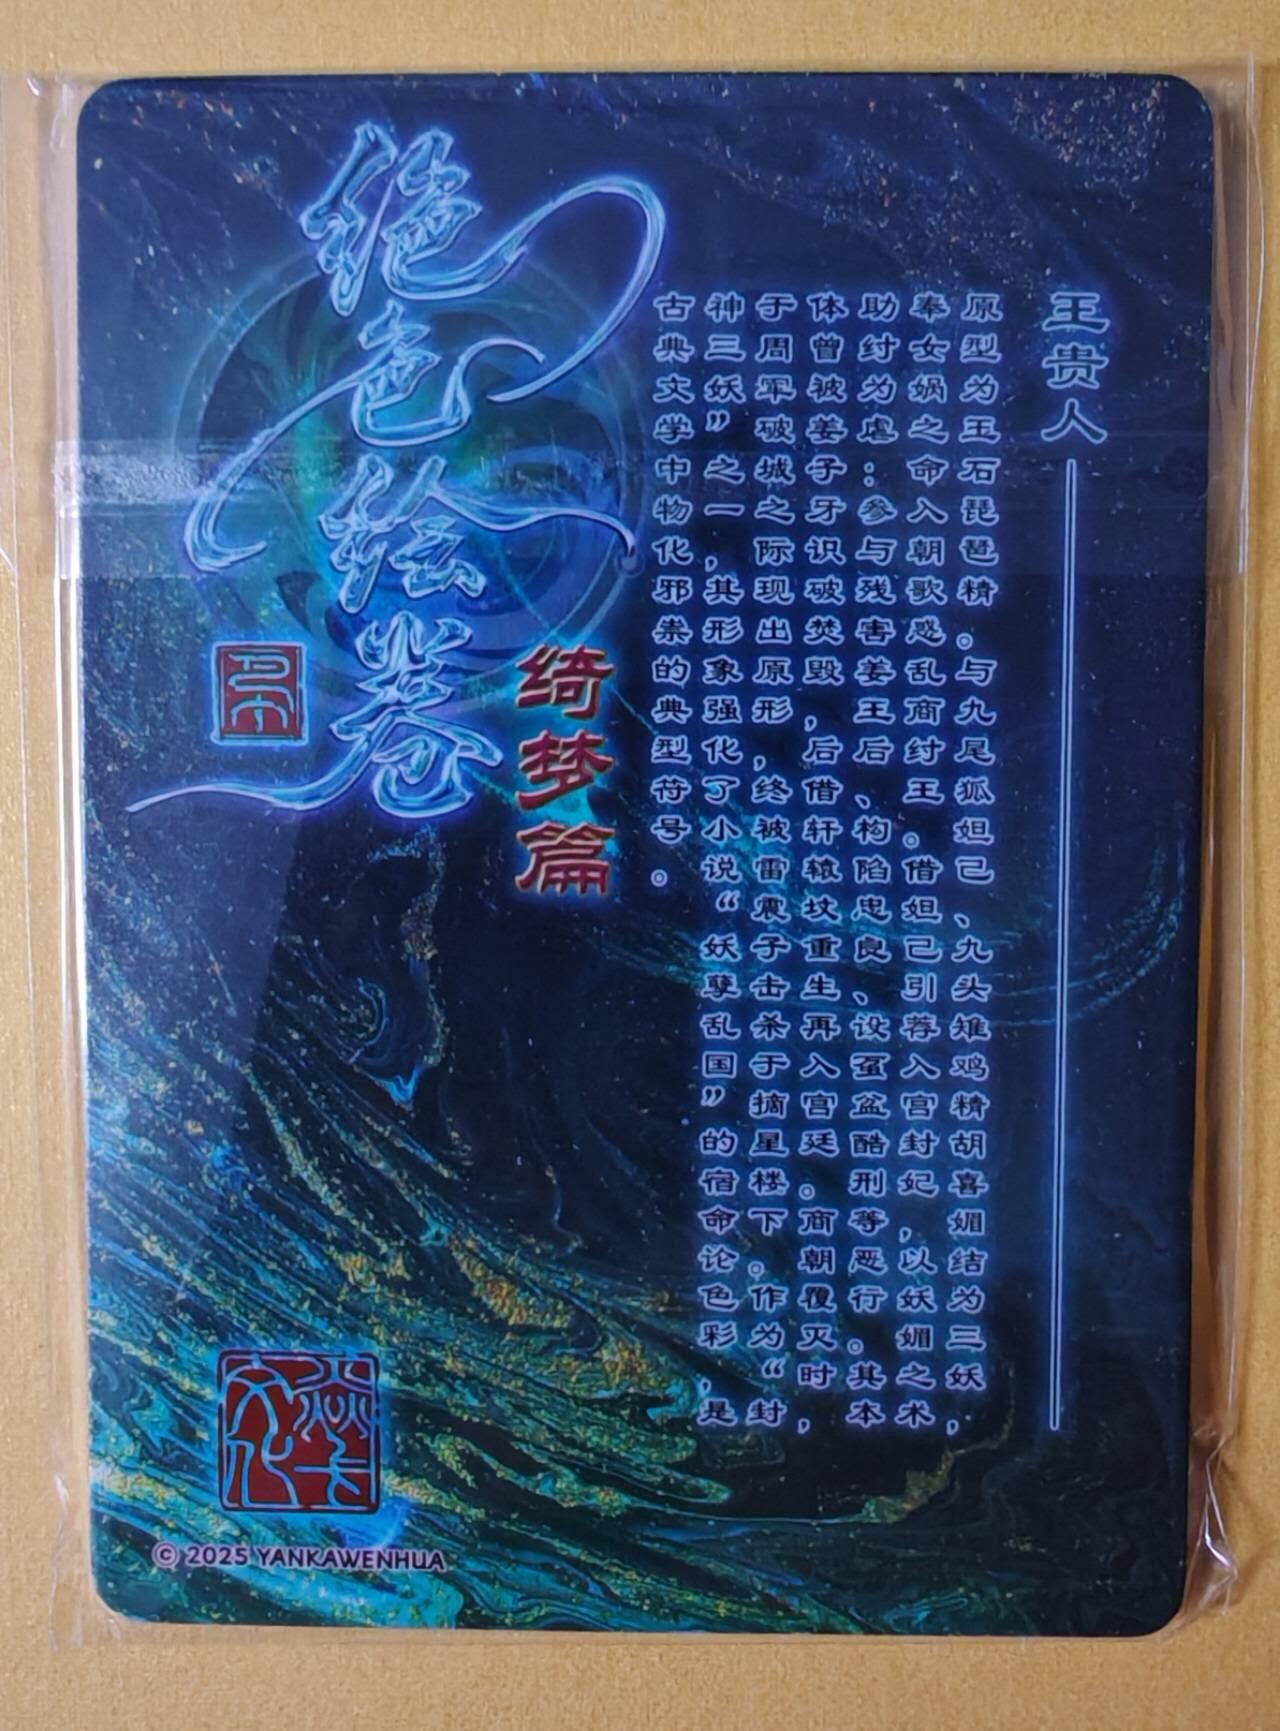 王贵人
原型为玉石琵琶精。与九尾狐妲己、九头雉鸡精胡喜媚结为三妖，
奉女娲之命入朝歌惑乱商纣王。借妲己引荐入宫封妃，以妖媚之术，
助纣为虐：参与残害姜王后、构陷忠良、设虿盆酷刑等恶行。其本
体曾被姜子牙识破焚毁，后借轩辕坟重生再入宫廷。商朝覆灭时，
于周军破城之际现出原形，终被雷震子击杀于摘星楼下。作为“封
神三妖”之一，其形象强化了小说“妖孽乱国”的宿命论色彩，是
古典文学中物化邪祟的典型符号。
绮梦篇
绝色绘卷
焱卡
文化
© 2025 YANKAWENHUA